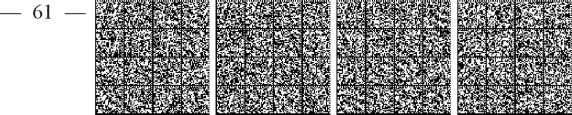 — 61 —